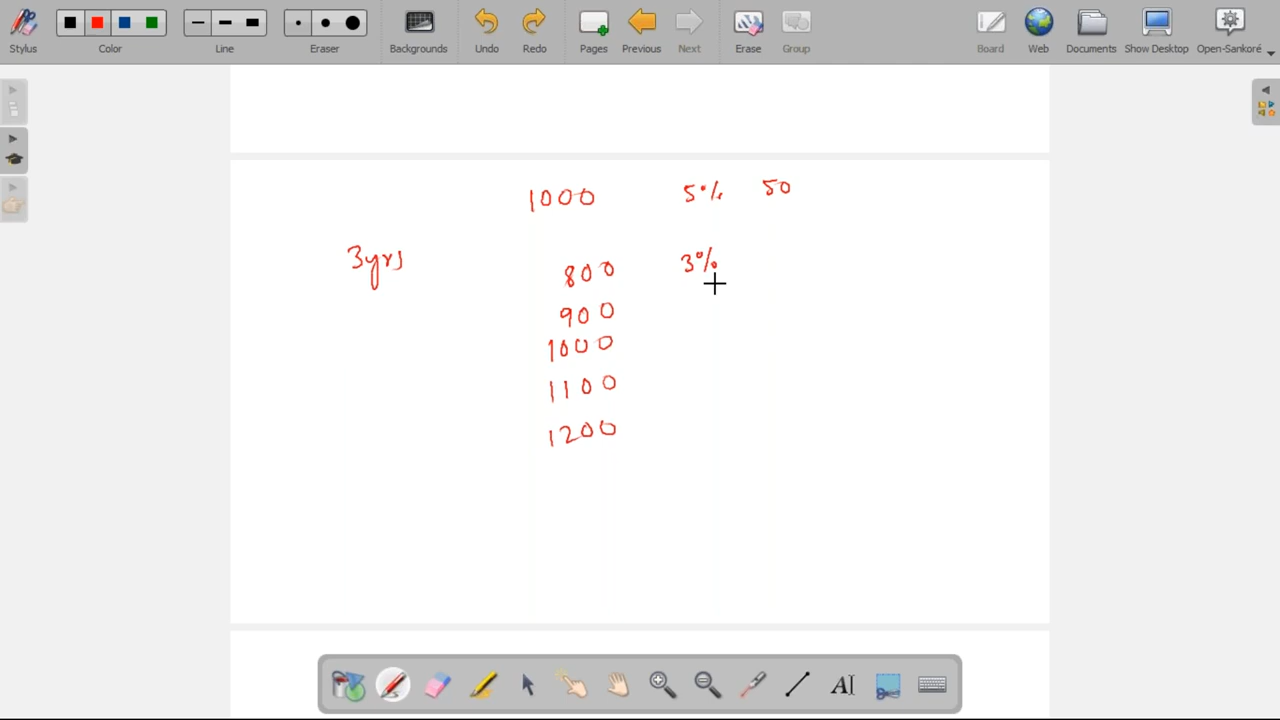 Stylus Color Line Eraser Backgrounds Undo Redo Pages Previous Next Erase Group Board Web Documents Show Desktop Open-Sankoré
1000 5% 50
3yrs 800 3%
900
1000
1100
1200